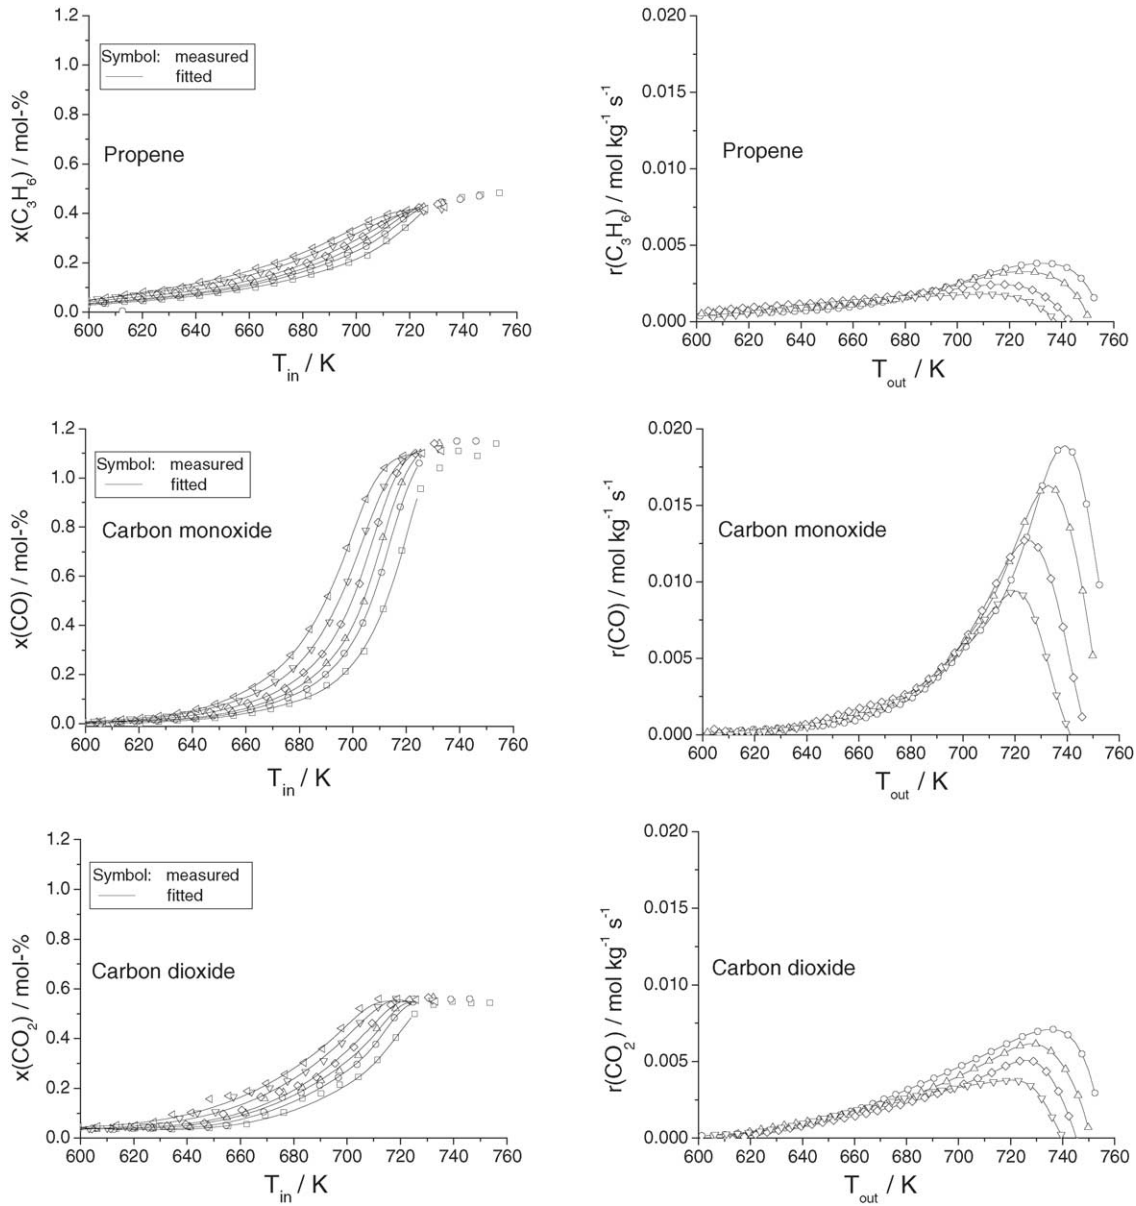 1.2
1.0
0.8
0.6
0.4
0.2
0.0
x(C₃H₆) / mol-%
Symbol: measured
fitted
Propene
600 620 640 660 680 700 720 740 760
T_in / K
0.020
0.015
0.010
0.005
0.000
r(C₃H₆) / mol kg⁻¹ s⁻¹
Propene
600 620 640 660 680 700 720 740 760
T_out / K
1.2
1.0
0.8
0.6
0.4
0.2
0.0
x(CO) / mol-%
Symbol: measured
fitted
Carbon monoxide
600 620 640 660 680 700 720 740 760
T_in / K
0.020
0.015
0.010
0.005
0.000
r(CO) / mol kg⁻¹ s⁻¹
Carbon monoxide
600 620 640 660 680 700 720 740 760
T_out / K
1.2
1.0
0.8
0.6
0.4
0.2
0.0
x(CO₂) / mol-%
Symbol: measured
fitted
Carbon dioxide
600 620 640 660 680 700 720 740 760
T_in / K
0.020
0.015
0.010
0.005
0.000
r(CO₂) / mol kg⁻¹ s⁻¹
Carbon dioxide
600 620 640 660 680 700 720 740 760
T_out / K